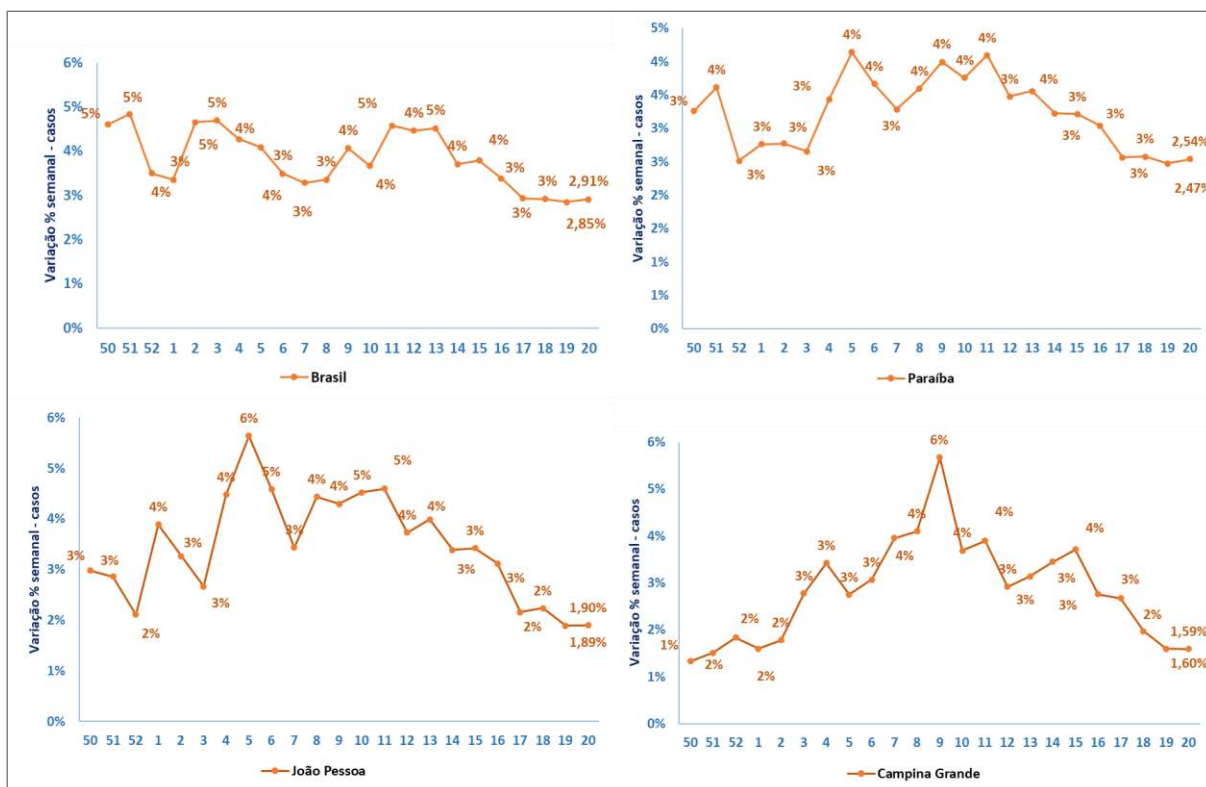 Variação % semanal - casos
6%
5%
4%
3%
2%
1%
0%
5% 5% 4% 3% 5% 5% 4% 4% 3% 3% 3% 4% 5% 4% 4% 5% 4% 4% 3% 3% 3% 2,91%
2,85%
50 51 52 1 2 3 4 5 6 7 8 9 10 11 12 13 14 15 16 17 18 19 20
Brasil
Variação % semanal - casos
5%
4%
4%
3%
3%
2%
2%
1%
1%
0%
3% 4% 3% 3% 3% 3% 3% 4% 4% 3% 4% 4% 4% 4% 3% 4% 3% 3% 3% 3% 3% 2,54%
2,47%
50 51 52 1 2 3 4 5 6 7 8 9 10 11 12 13 14 15 16 17 18 19 20
Paraíba
Variação % semanal - casos
6%
5%
4%
3%
2%
1%
0%
3% 3% 2% 4% 3% 3% 4% 6% 5% 3% 4% 4% 5% 5% 4% 4% 3% 3% 3% 2% 2% 1,90%
1,89%
50 51 52 1 2 3 4 5 6 7 8 9 10 11 12 13 14 15 16 17 18 19 20
João Pessoa
Variação % semanal - casos
6%
5%
4%
3%
2%
1%
0%
1% 2% 2% 2% 2% 3% 3% 3% 3% 4% 4% 6% 4% 4% 3% 3% 3% 4% 3% 3% 2% 1,59%
1,60%
50 51 52 1 2 3 4 5 6 7 8 9 10 11 12 13 14 15 16 17 18 19 20
Campina Grande